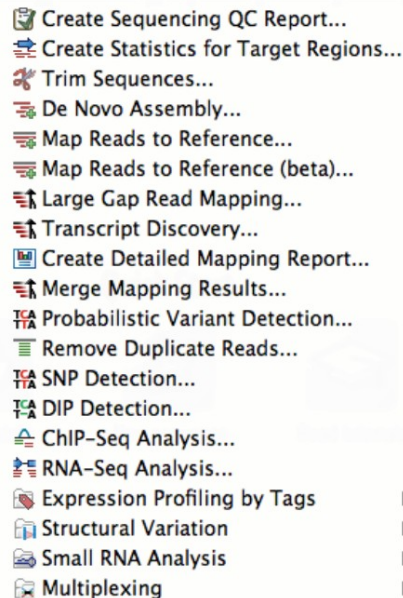 Create Sequencing QC Report...
Create Statistics for Target Regions...
Trim Sequences...
De Novo Assembly...
Map Reads to Reference...
Map Reads to Reference (beta)...
Large Gap Read Mapping...
Transcript Discovery...
Create Detailed Mapping Report...
Merge Mapping Results...
Probabilistic Variant Detection...
Remove Duplicate Reads...
SNP Detection...
DIP Detection...
ChIP-Seq Analysis...
RNA-Seq Analysis...
Expression Profiling by Tags
Structural Variation
Small RNA Analysis
Multiplexing